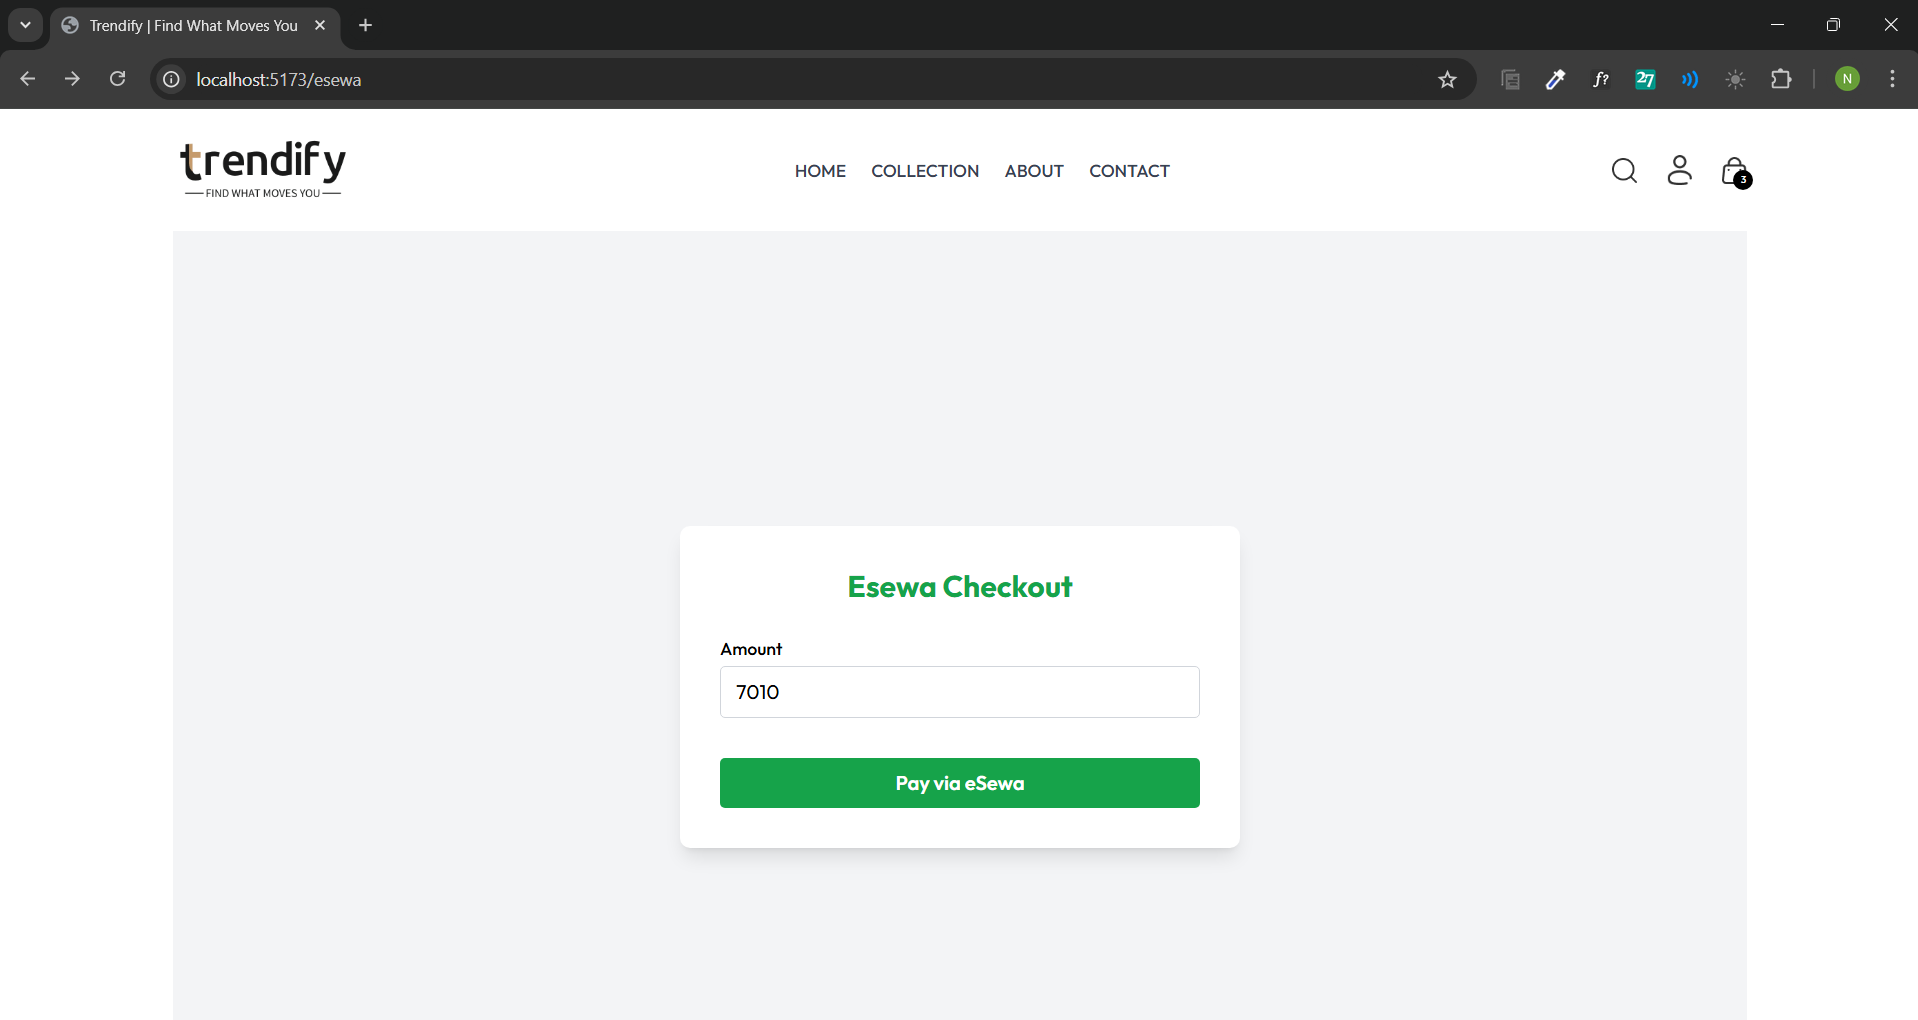 Trendify | Find What Moves You
localhost:5173/esewa
f?
27
N
trendify
FIND WHAT MOVES YOU
HOME COLLECTION ABOUT CONTACT
3
Esewa Checkout
Amount
7010
Pay via eSewa